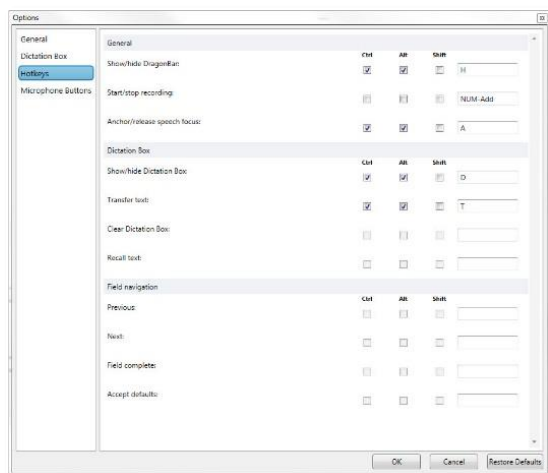 Options
General
Dictation Box
Hotkeys
Microphone Buttons
General
Ctrl Alt Shift
Show/hide DragonBar: H
Start/stop recording: NUM-Add
Anchor/release speech focus: A
Dictation Box
Ctrl Alt Shift
Show/hide Dictation Box D
Transfer text: T
Clear Dictation Box:
Recall text:
Field navigation
Ctrl Alt Shift
Previous:
Next:
Field complete:
Accept defaults:
OK Cancel Restore Defaults